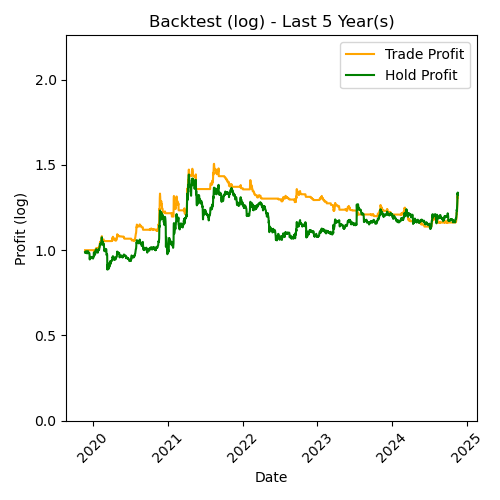 Backtest (log) - Last 5 Year(s)
Trade Profit
Hold Profit
Profit (log)
2.0
1.5
1.0
0.5
0.0
2020
2021
2022
2023
2024
2025
Date